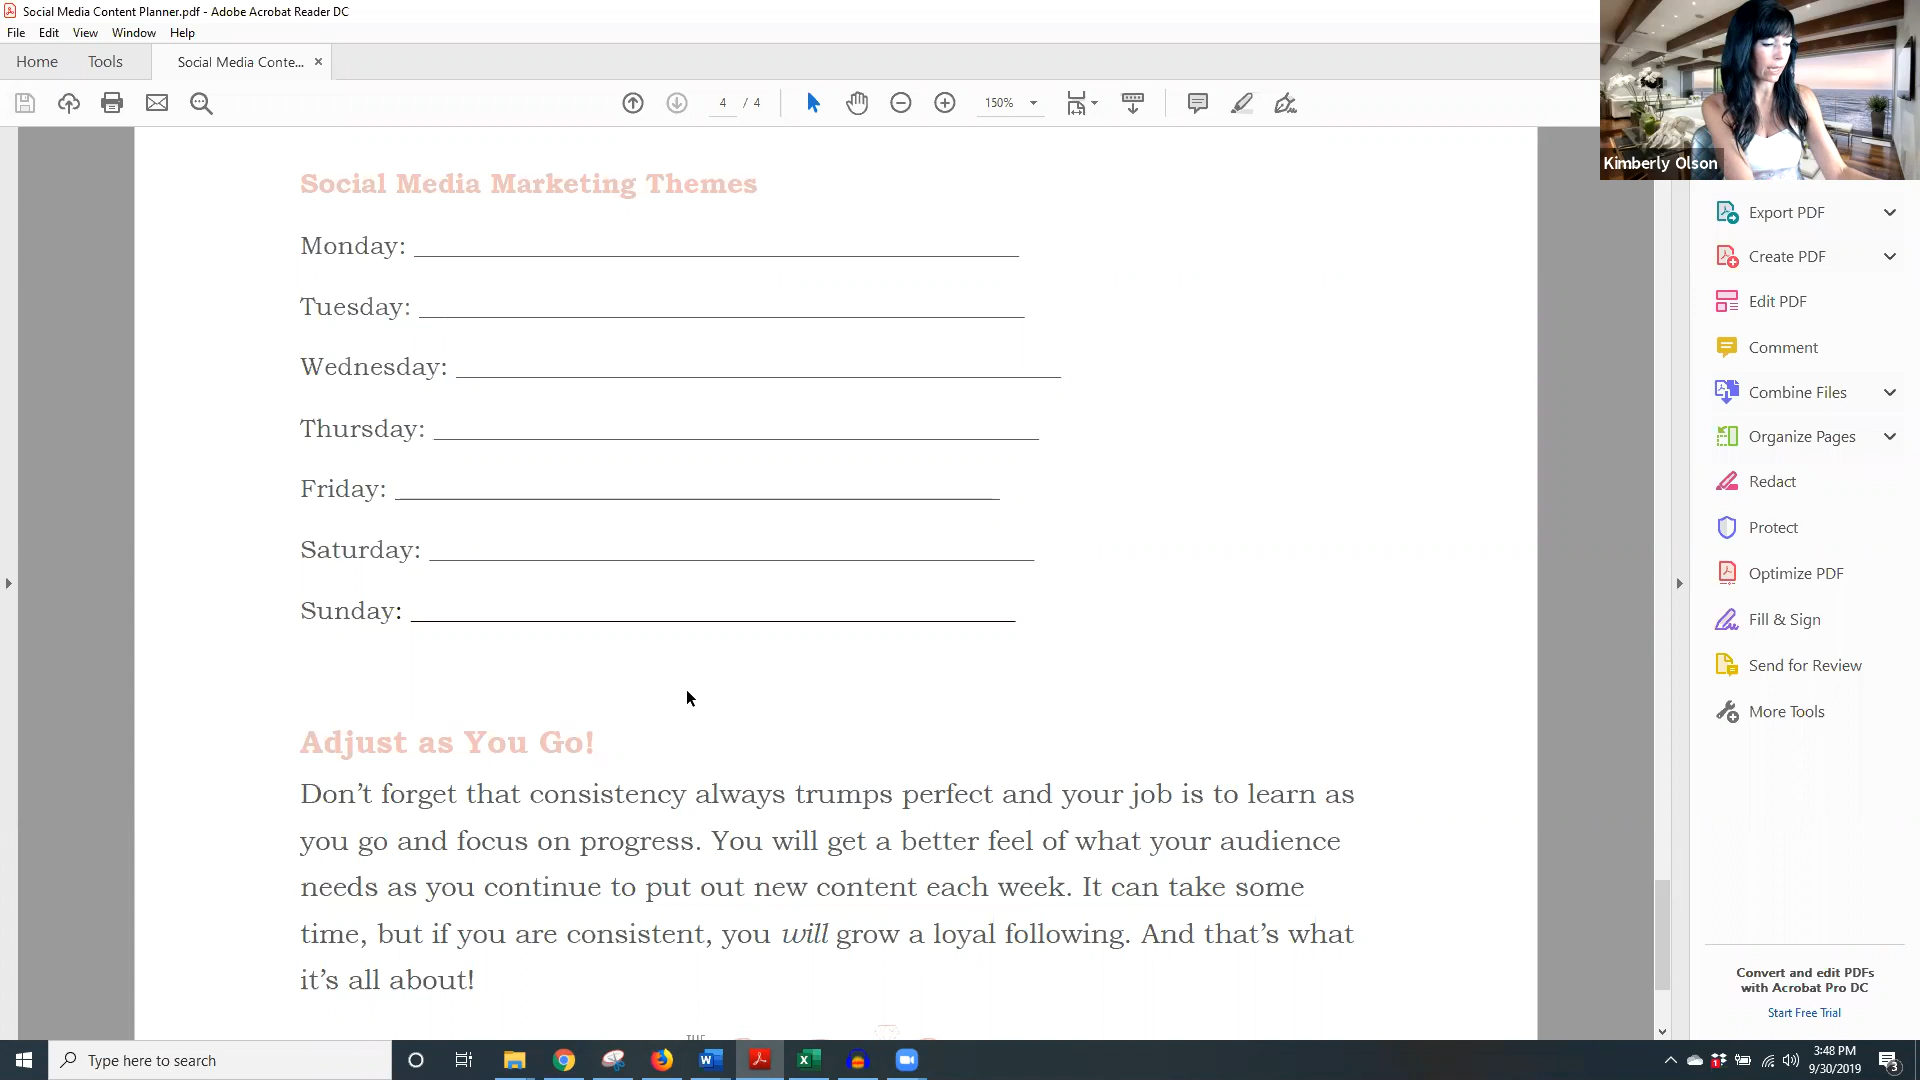 Social Media Content Planner.pdf - Adobe Acrobat Reader DC
File Edit View Window Help
Home Tools Social Media Conte... ×
4 / 4 150%
Kimberly Olson
Social Media Marketing Themes
Monday:
Tuesday:
Wednesday:
Thursday:
Friday:
Saturday:
Sunday:
Adjust as You Go!
Don’t forget that consistency always trumps perfect and your job is to learn as
you go and focus on progress. You will get a better feel of what your audience
needs as you continue to put out new content each week. It can take some
time, but if you are consistent, you will grow a loyal following. And that’s what
it’s all about!
THE
Export PDF
Create PDF
Edit PDF
Comment
Combine Files
Organize Pages
Redact
Protect
Optimize PDF
Fill & Sign
Send for Review
More Tools
Convert and edit PDFs
with Acrobat Pro DC
Start Free Trial
Type here to search
3:48 PM
9/30/2019
3